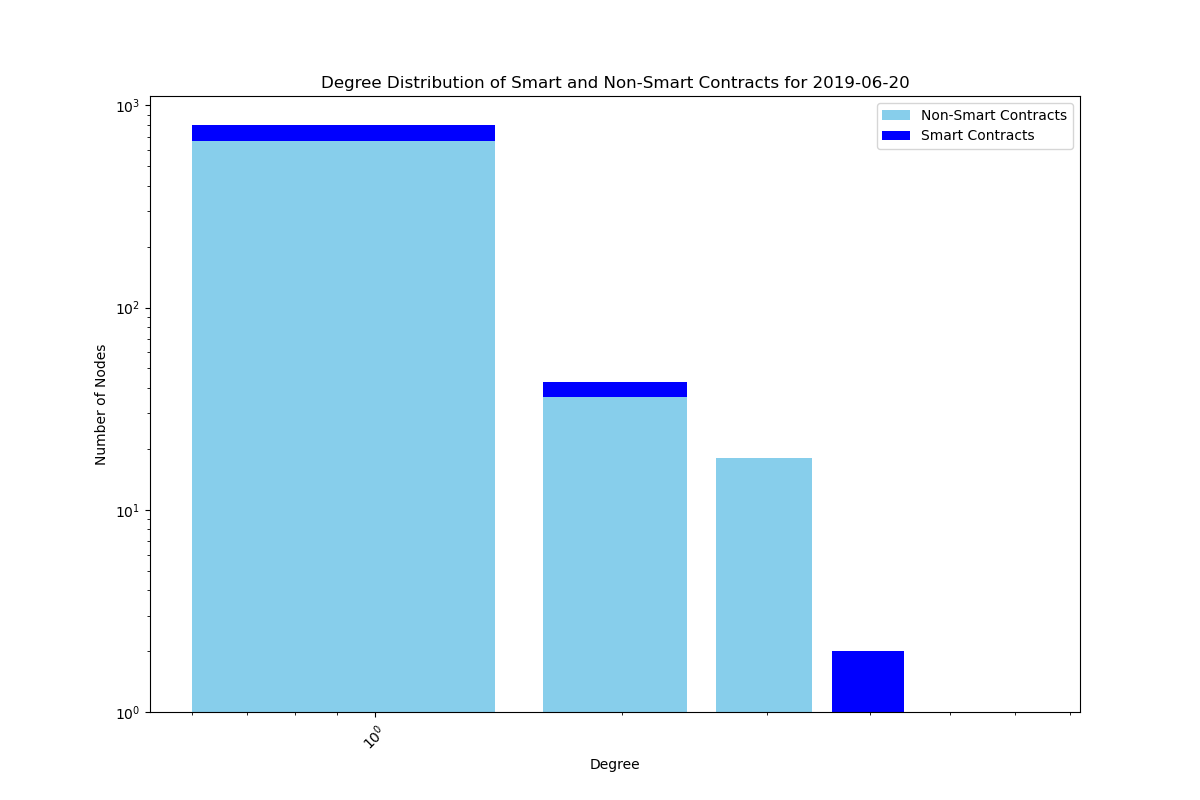 Degree Distribution of Smart and Non-Smart Contracts for 2019-06-20
Non-Smart Contracts
Smart Contracts
Number of Nodes
10³
10²
10¹
10⁰
10⁰
Degree